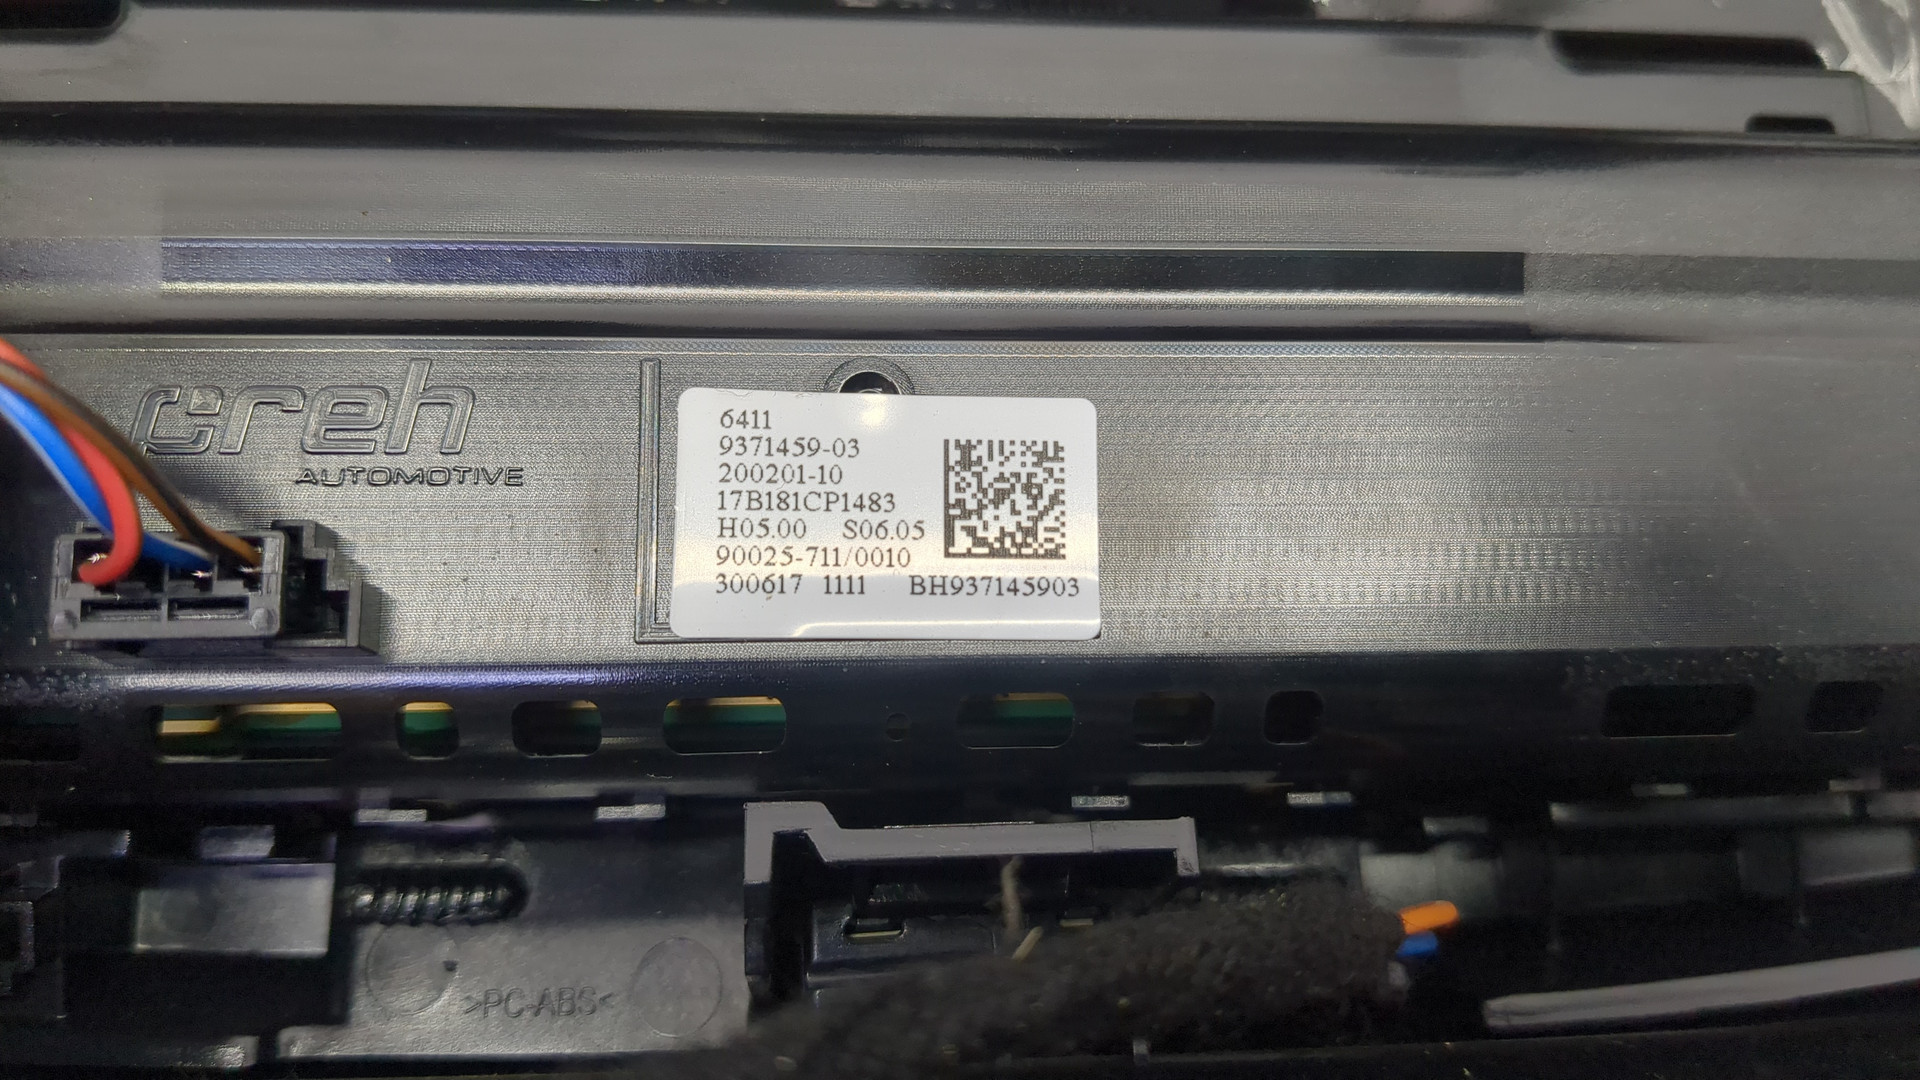 creh
AUTOMOTIVE
6411
9371459-03
200201-10
17B181CP1483
H05.00 S06.05
90025-711/0010
300617 1111 BH937145903
>PC-ABS<